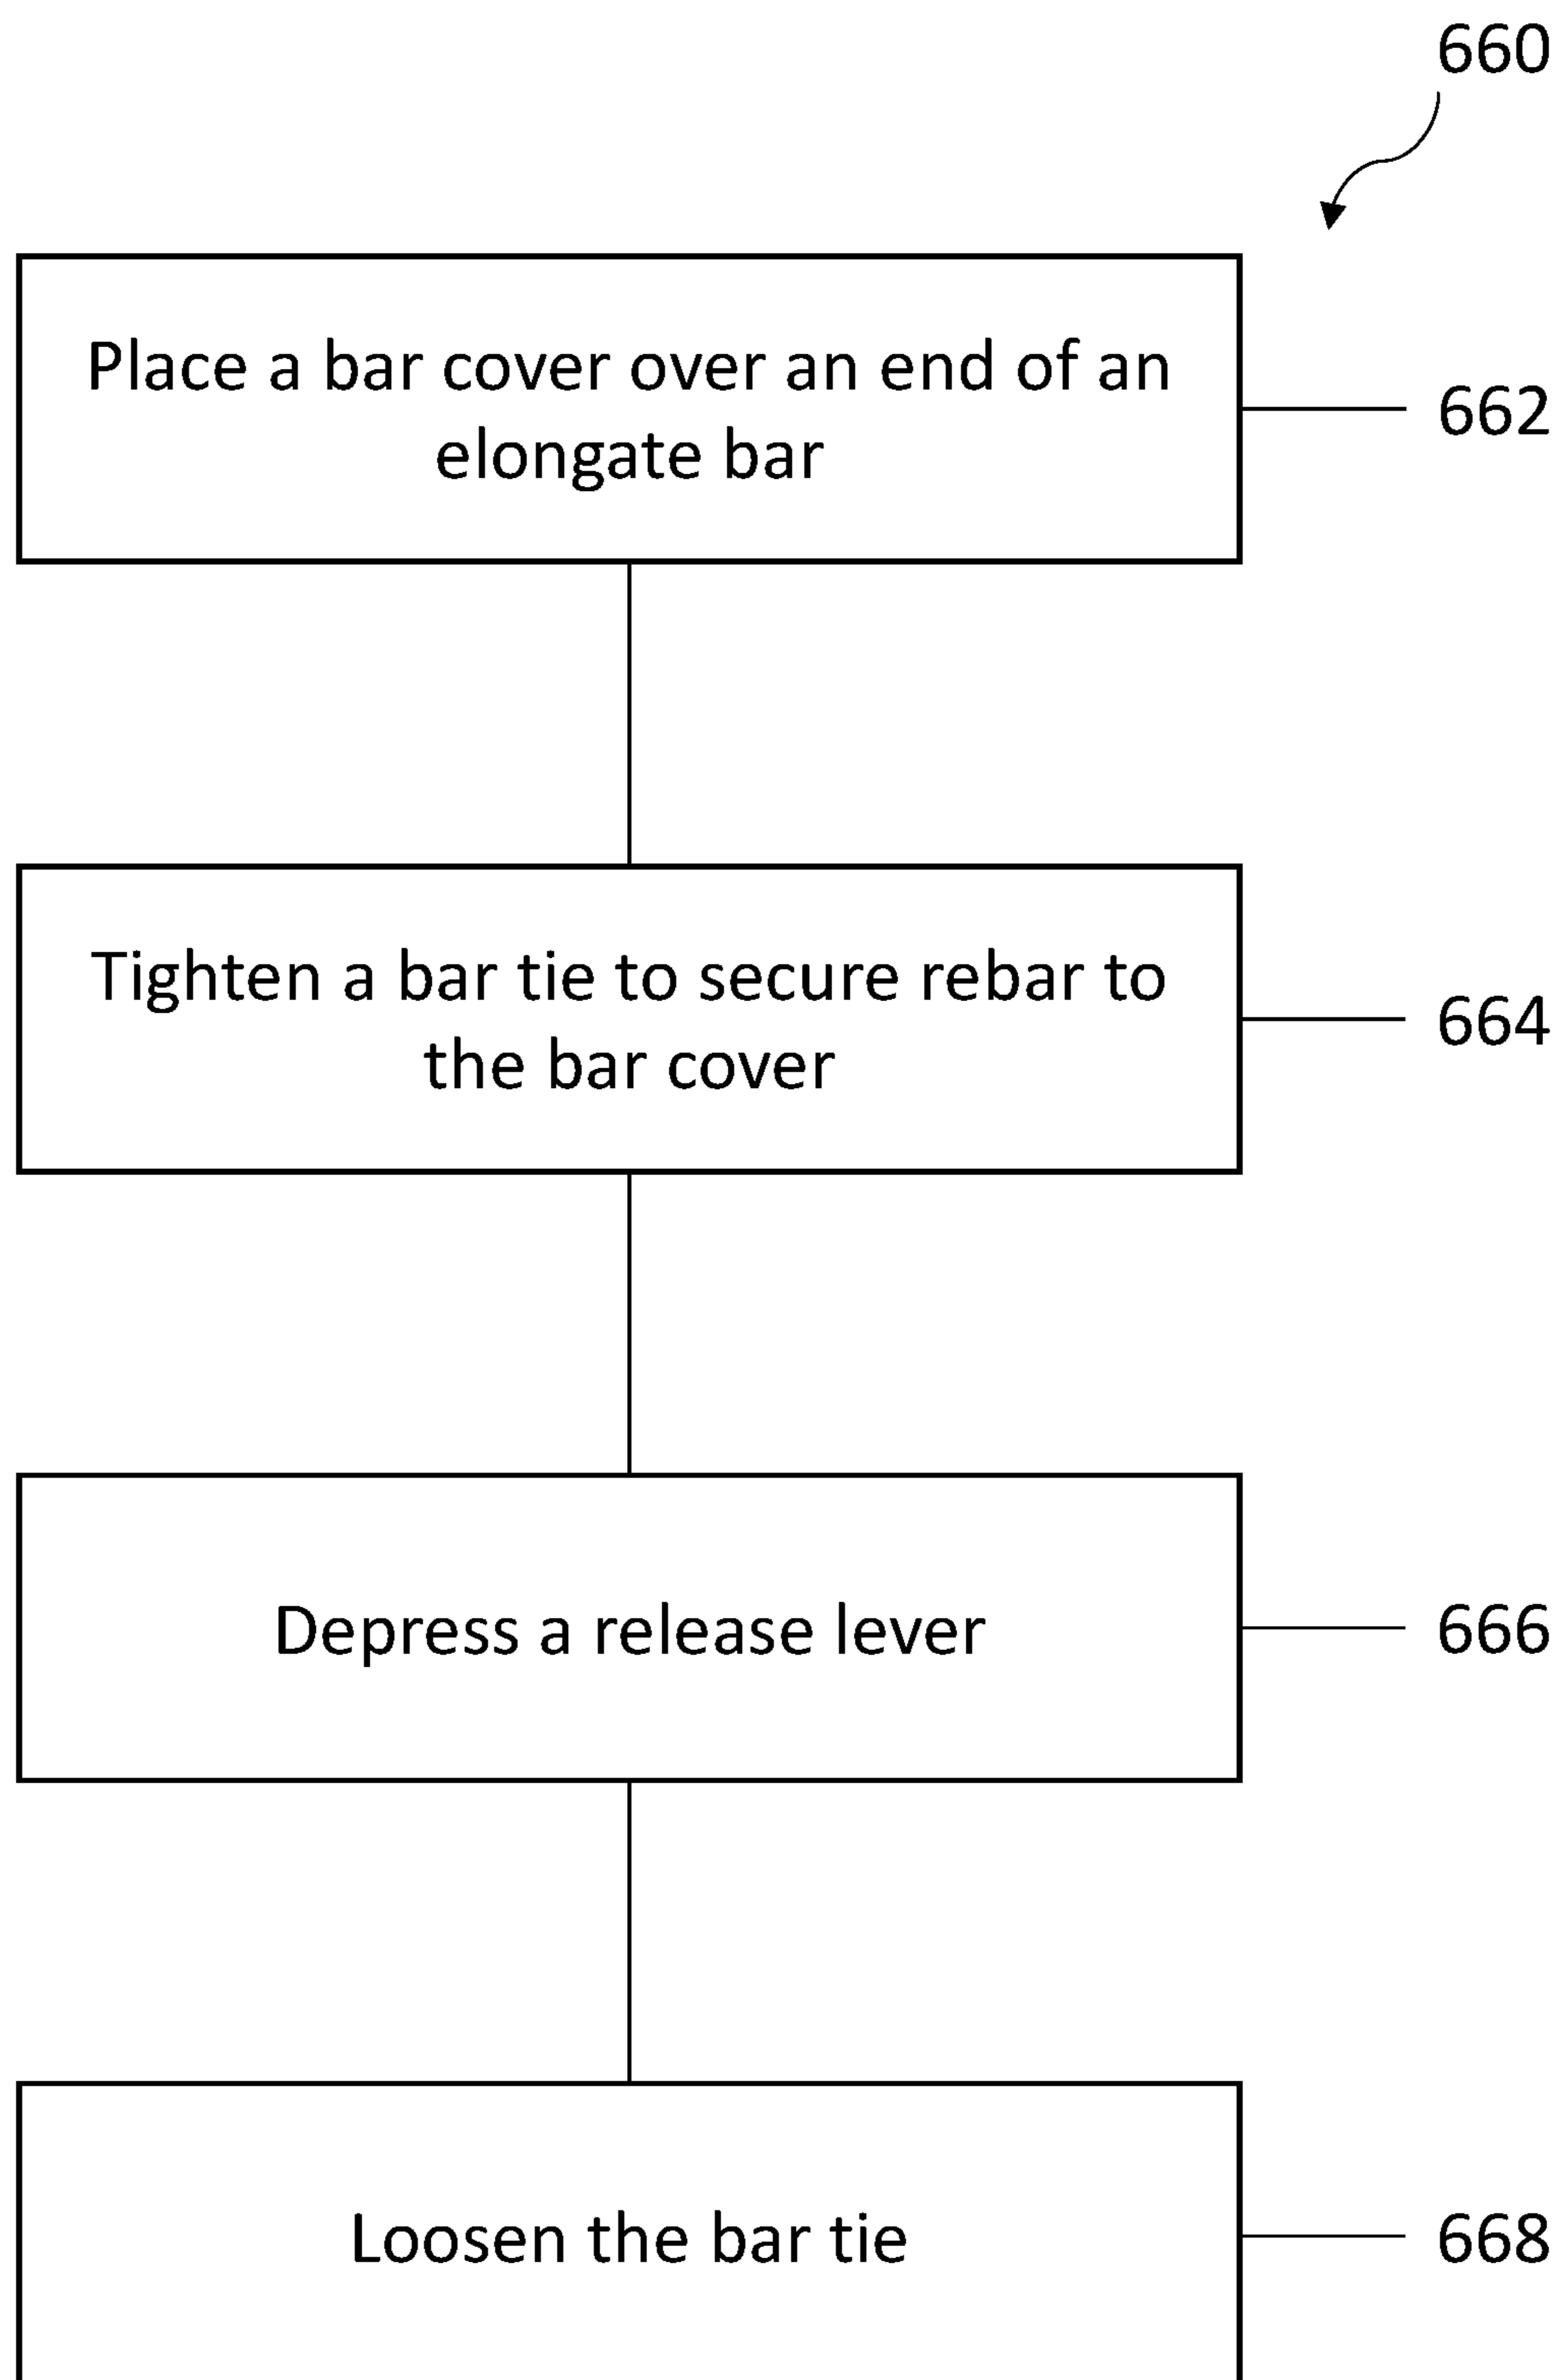 660
Place a bar cover over an end of an
elongate bar
662
Tighten a bar tie to secure rebar to
the bar cover
664
Depress a release lever
666
Loosen the bar tie
668